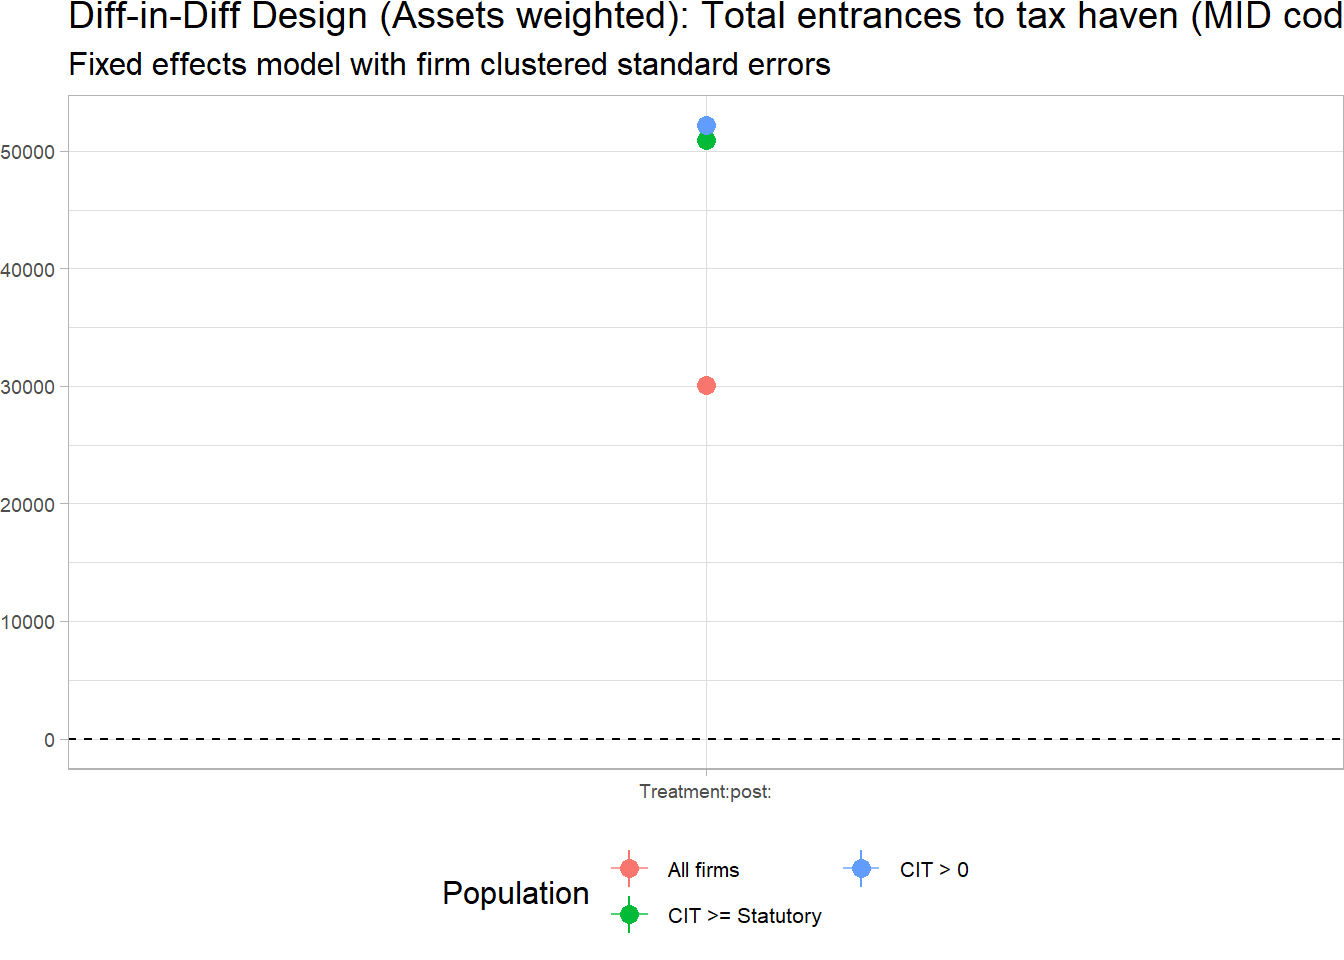 Diff-in-Diff Design (Assets weighted): Total entrances to tax haven (MID cod
Fixed effects model with firm clustered standard errors
50000
40000
30000
20000
10000
0
Treatment:post:
Population
All firms
CIT > 0
CIT >= Statutory